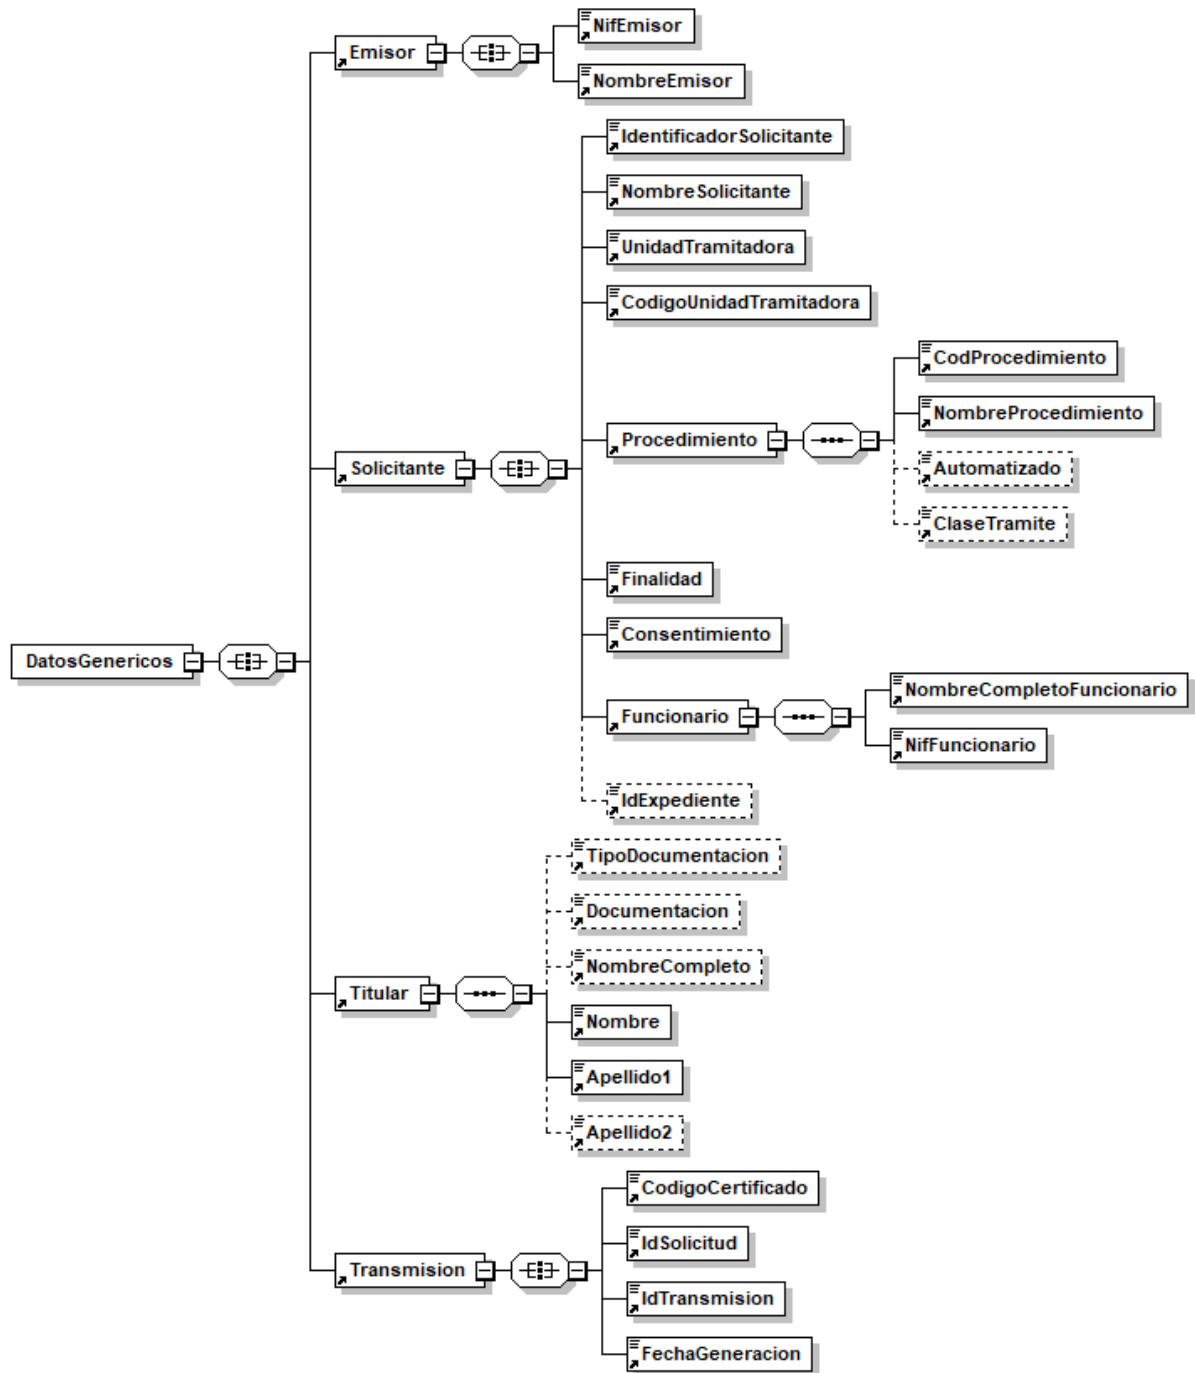 Emisor
NifEmisor
NombreEmisor
IdentificadorSolicitante
NombreSolicitante
UnidadTramitadora
CodigoUnidadTramitadora
CodProcedimiento
NombreProcedimiento
Procedimiento
Automatizado
Solicitante
ClaseTramite
Finalidad
Consentimiento
DatosGenericos
NombreCompletoFuncionario
Funcionario
NifFuncionario
IdExpediente
TipoDocumentacion
Documentacion
NombreCompleto
Titular
Nombre
Apellido1
Apellido2
CodigoCertificado
IdSolicitud
Transmision
IdTransmision
FechaGeneracion